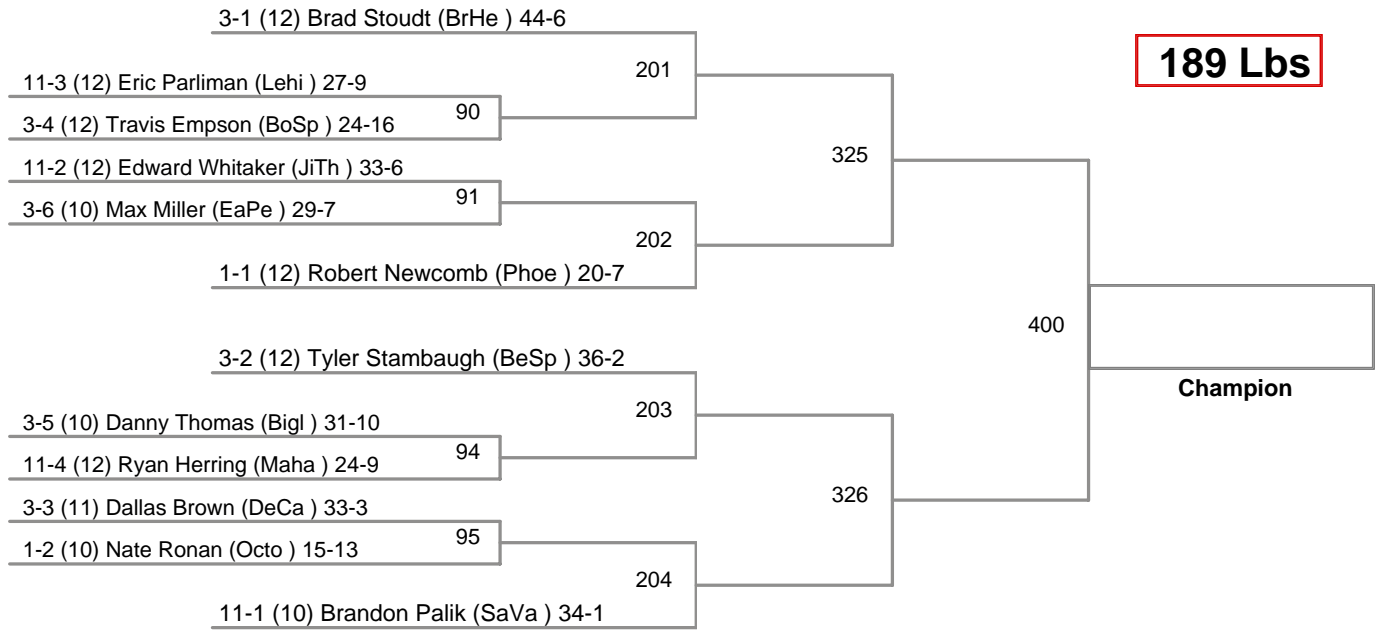 3-1 (12) Brad Stoudt (BrHe ) 44-6
189 Lbs
201
11-3 (12) Eric Parliman (Lehi ) 27-9
90
3-4 (12) Travis Empson (BoSp ) 24-16
325
11-2 (12) Edward Whitaker (JiTh ) 33-6
91
3-6 (10) Max Miller (EaPe ) 29-7
202
1-1 (12) Robert Newcomb (Phoe ) 20-7
400
3-2 (12) Tyler Stambaugh (BeSp ) 36-2
Champion
203
3-5 (10) Danny Thomas (Bigl ) 31-10
94
11-4 (12) Ryan Herring (Maha ) 24-9
326
3-3 (11) Dallas Brown (DeCa ) 33-3
95
1-2 (10) Nate Ronan (Octo ) 15-13
204
11-1 (10) Brandon Palik (SaVa ) 34-1